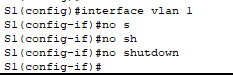 S1(config)#interface vlan 1
S1(config-if)#no s
S1(config-if)#no sh
S1(config-if)#no shutdown
S1(config-if)#